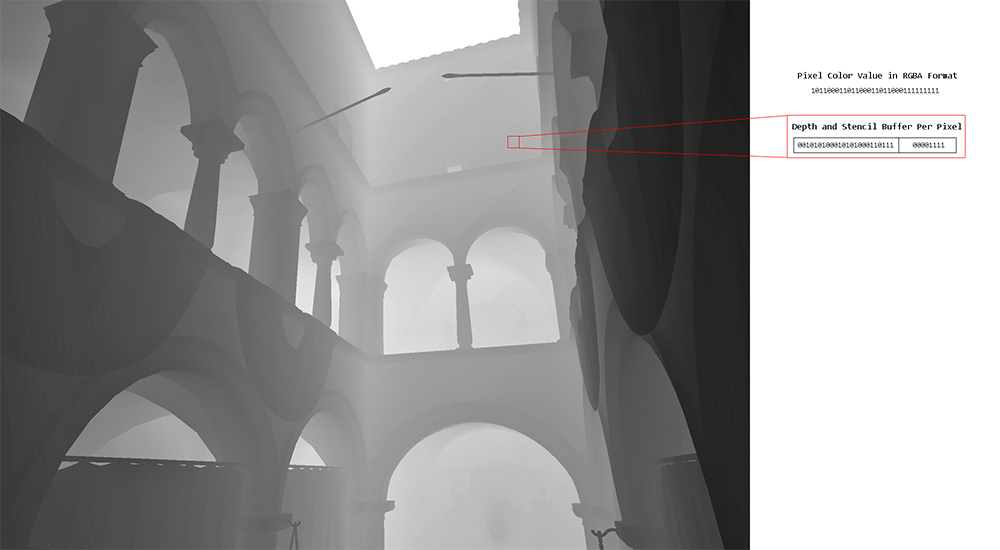 Pixel Color Value in RGBA Format
10110001101100011011000111111111
Depth and Stencil Buffer Per Pixel
001010100010101000110111 00001111